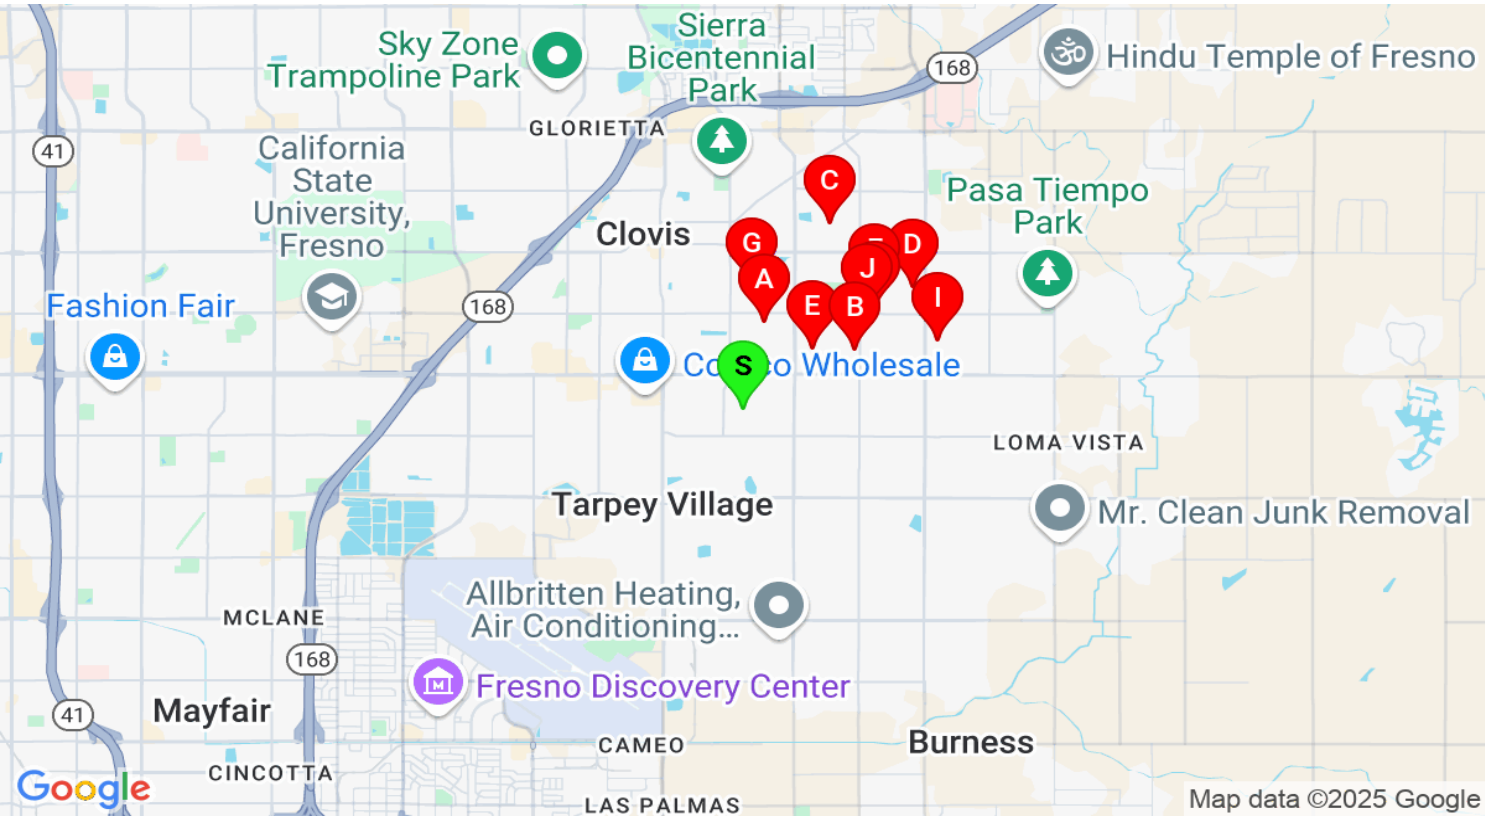 Sierra
Bicentennial
Park
Sky Zone
Trampoline Park
168
Hindu Temple of Fresno
GLORIETTA
41
California
State
University,
Fresno
C
Pasa Tiempo
Park
Clovis
G
D
A
J
E
B
I
Fashion Fair
168
S
Wholesale
LOMA VISTA
Tarpey Village
Mr. Clean Junk Removal
Allbritten Heating,
Air Conditioning...
MCLANE
168
Fresno Discovery Center
41
Mayfair
CAMEO
Burness
CINCOTTA
Google
LAS PALMAS
Map data ©2025 Google